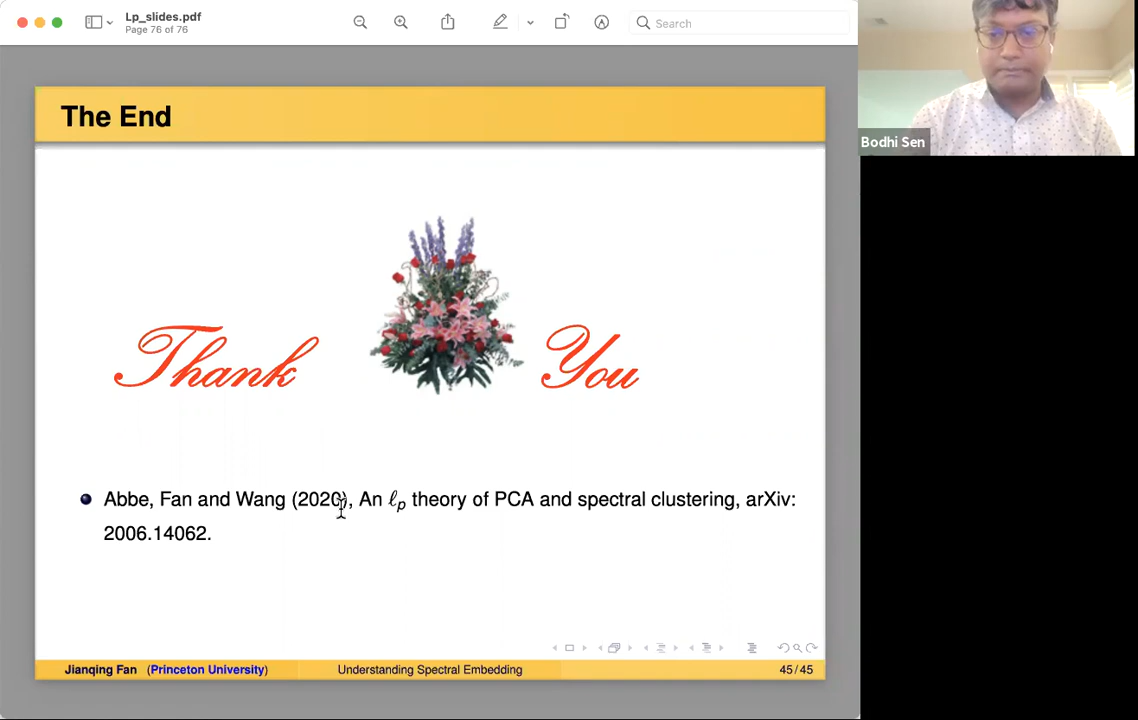 Lp_slides.pdf
Page 76 of 76
Search
Bodhi Sen
The End
Thank You
Abbe, Fan and Wang (2020), An ℓp theory of PCA and spectral clustering, arXiv:
2006.14062.
Jianqing Fan (Princeton University) Understanding Spectral Embedding 45/45